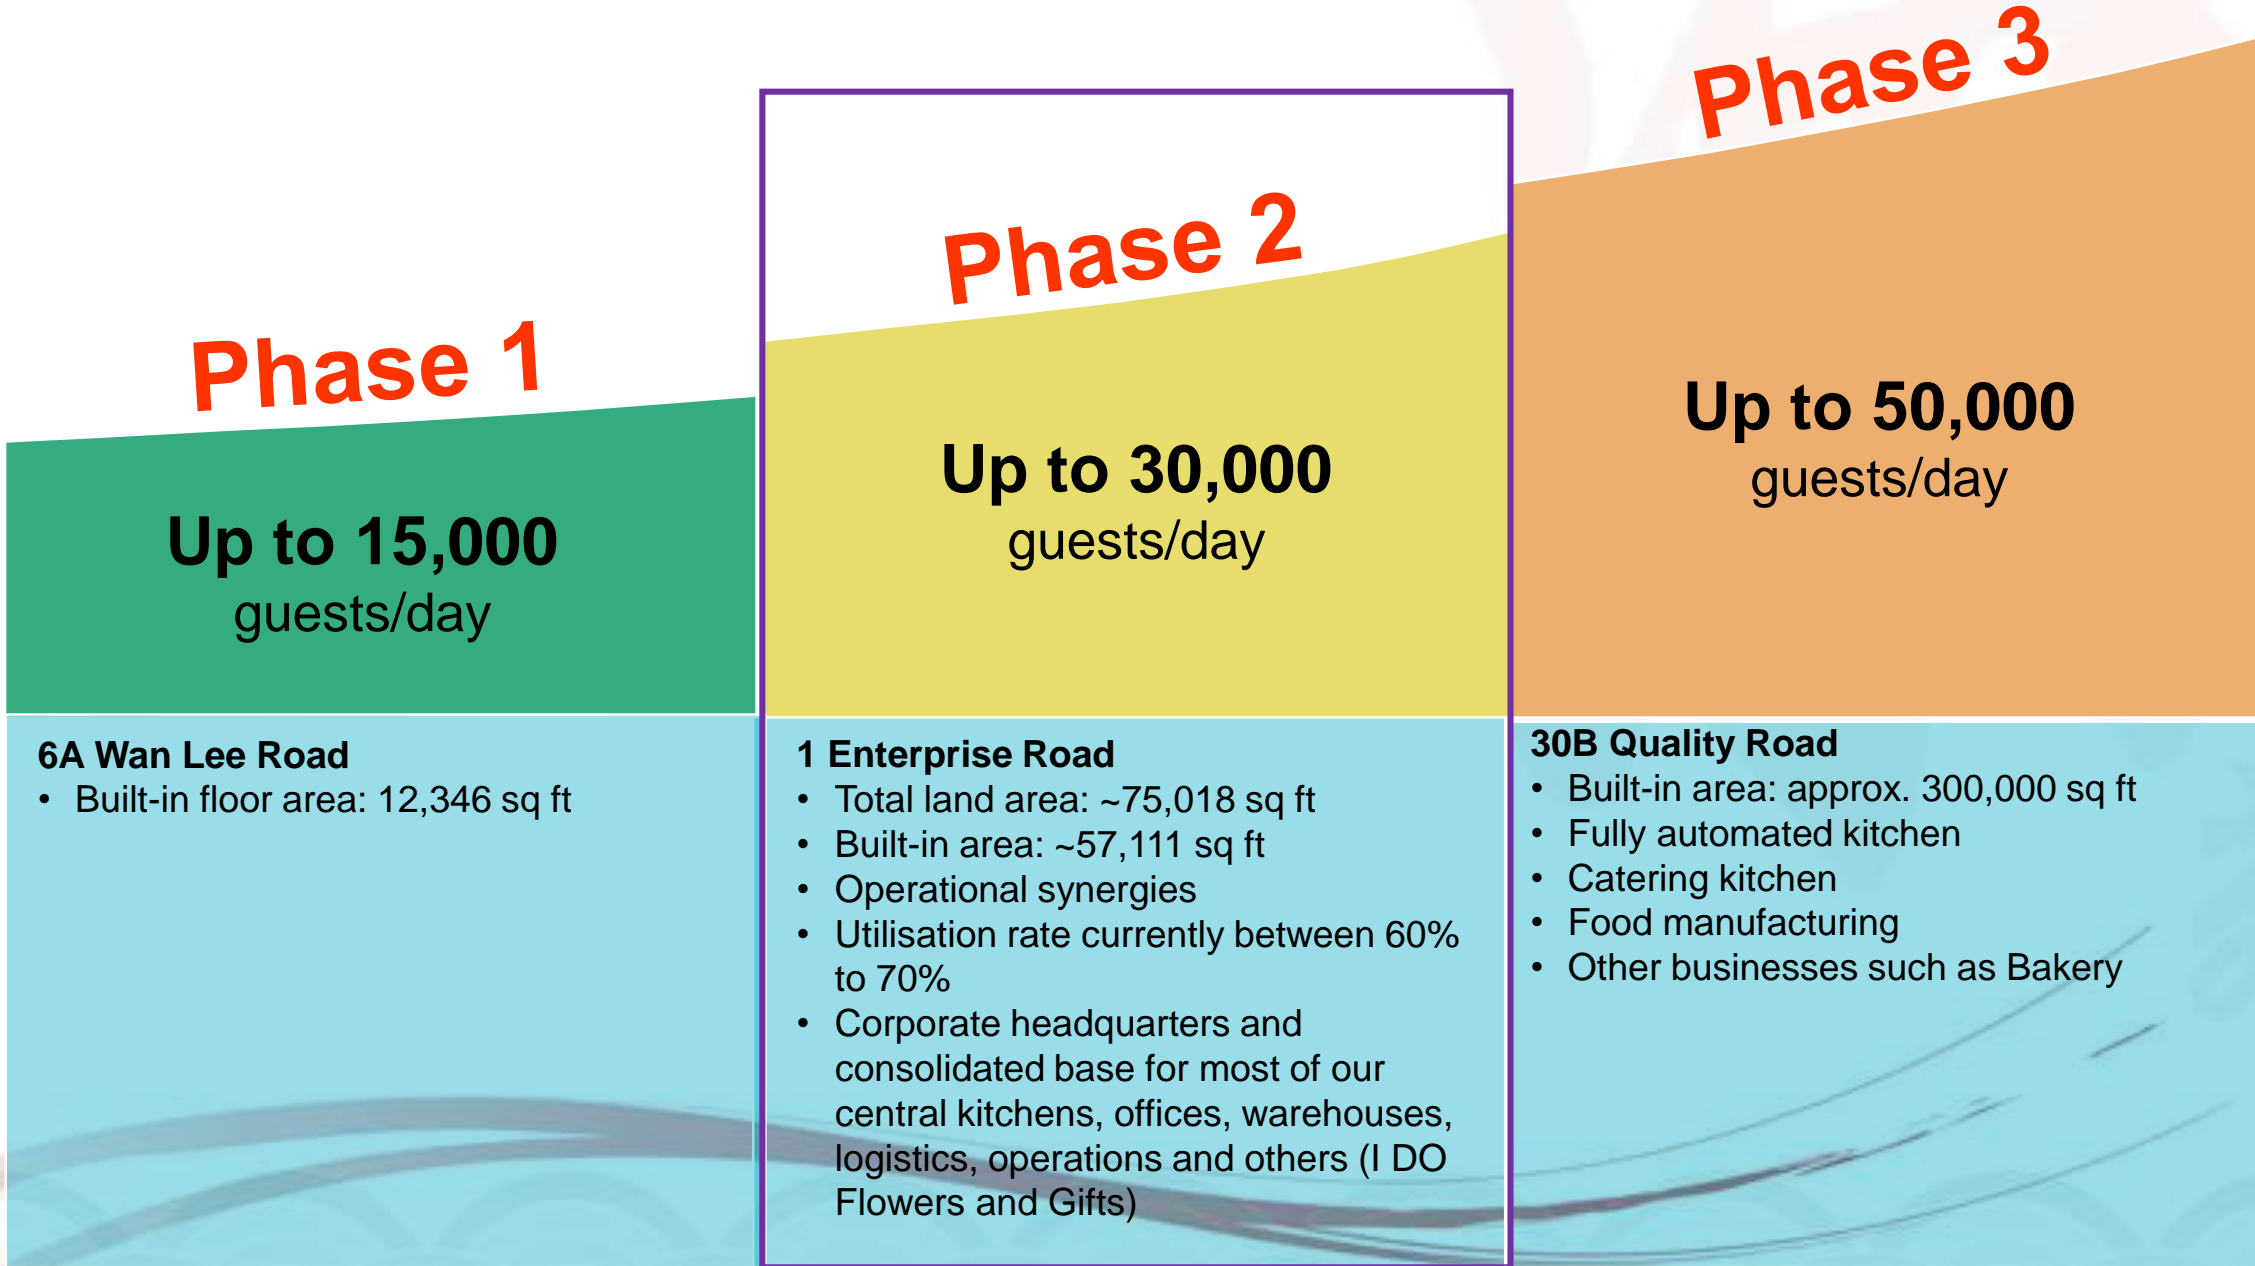 Phase 1
Up to 15,000
guests/day
6A Wan Lee Road
• Built-in floor area: 12,346 sq ft
Phase 2
Up to 30,000
guests/day
1 Enterprise Road
• Total land area: ~75,018 sq ft
• Built-in area: ~57,111 sq ft
• Operational synergies
• Utilisation rate currently between 60%
to 70%
• Corporate headquarters and
consolidated base for most of our
central kitchens, offices, warehouses,
logistics, operations and others (I DO
Flowers and Gifts)
Phase 3
Up to 50,000
guests/day
30B Quality Road
• Built-in area: approx. 300,000 sq ft
• Fully automated kitchen
• Catering kitchen
• Food manufacturing
• Other businesses such as Bakery